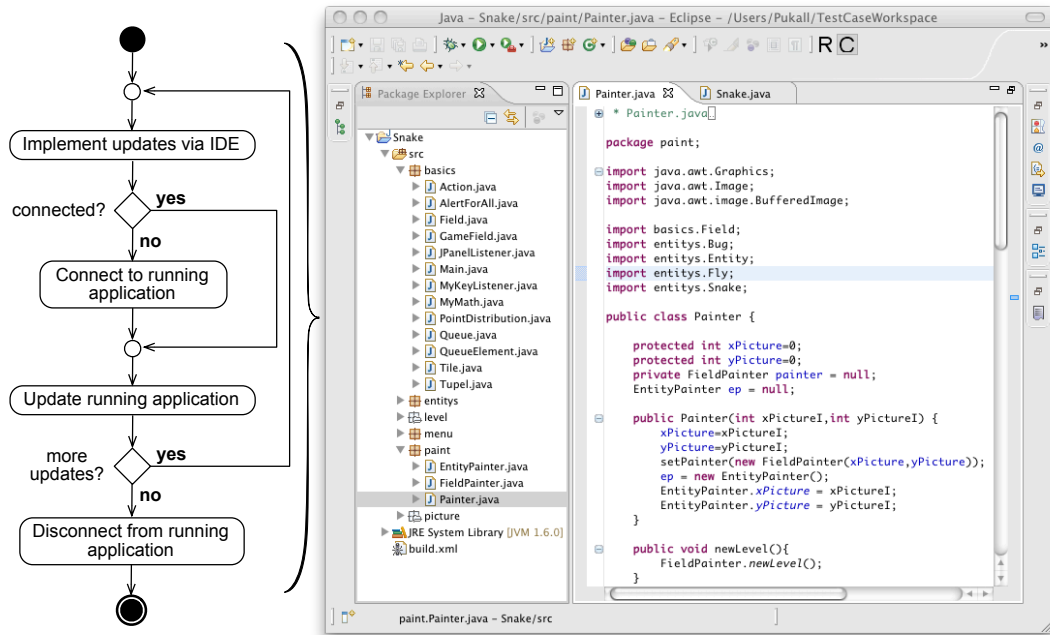 Implement updates via IDE
connected?
yes
no
Connect to running
application
Update running application
more
updates?
yes
no
Disconnect from running
application
Java – Snake/src/paint/Painter.java – Eclipse – /Users/Pukall/TestCaseWorkspace
R C
»
Package Explorer
Snake
src
basics
Action.java
AlertForAll.java
Field.java
GameField.java
JPanelListener.java
Main.java
MyKeyListener.java
MyMath.java
PointDistribution.java
Queue.java
QueueElement.java
Tile.java
Tupel.java
entitys
level
menu
paint
EntityPainter.java
FieldPainter.java
Painter.java
picture
JRE System Library [JVM 1.6.0]
build.xml
Painter.java
Snake.java
* Painter.java
package paint;
import java.awt.Graphics;
import java.awt.Image;
import java.awt.image.BufferedImage;
import basics.Field;
import entitys.Bug;
import entitys.Entity;
import entitys.Fly;
import entitys.Snake;
public class Painter {
protected int xPicture=0;
protected int yPicture=0;
private FieldPainter painter = null;
EntityPainter ep = null;
public Painter(int xPictureI,int yPictureI) {
xPicture=xPictureI;
yPicture=yPictureI;
setPainter(new FieldPainter(xPicture,yPicture));
ep = new EntityPainter();
EntityPainter.xPicture = xPictureI;
EntityPainter.yPicture = yPictureI;
}
public void newLevel(){
FieldPainter.newLevel();
}
paint.Painter.java – Snake/src